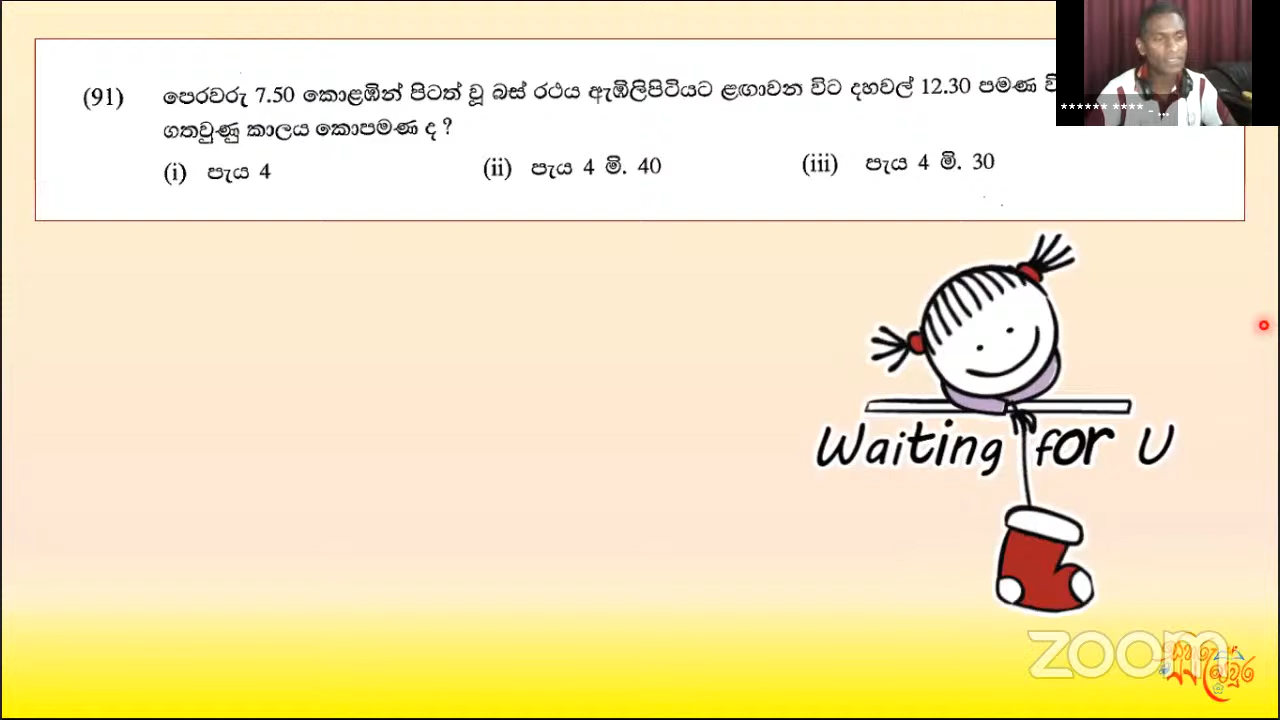 (91) පෙරවරු 7.50 කොළඹින් පිටත් වූ බස් රථය ඇඹිලිපිටියට ළඟාවන විට දහවල් 12.30 පමණ
ගතවුණු කාලය කොපමණ ද ?
(i) පැය 4 (ii) පැය 4 මි. 40 (iii) පැය 4 මි. 30
****** **** - ...
Waiting for U
zoom